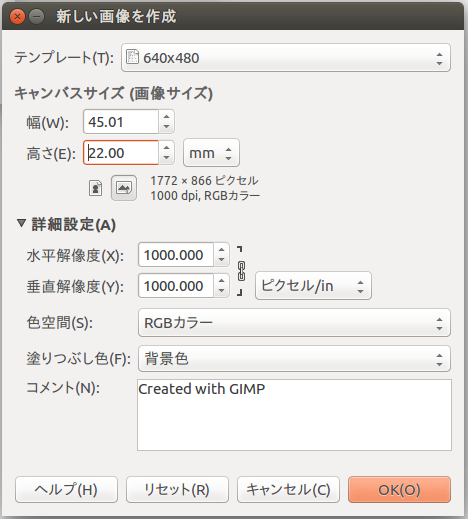 新しい画像を作成
テンプレート(T): 640x480
キャンバスサイズ (画像サイズ)
幅(W): 45.01
高さ(E): 22.00 mm
1772 × 866 ピクセル
1000 dpi, RGBカラー
詳細設定(A)
水平解像度(X): 1000.000
垂直解像度(Y): 1000.000 ピクセル/in
色空間(S): RGBカラー
塗りつぶし色(F): 背景色
コメント(N): Created with GIMP
ヘルプ(H) リセット(R) キャンセル(C) OK(O)